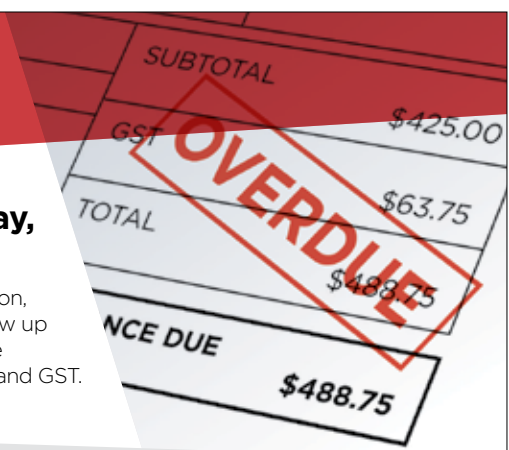 SUBTOTAL $425.00
GST $63.75
TOTAL $488.75
OVERDUE
NCE DUE $488.75
ay,
on,
w up
e
and GST.